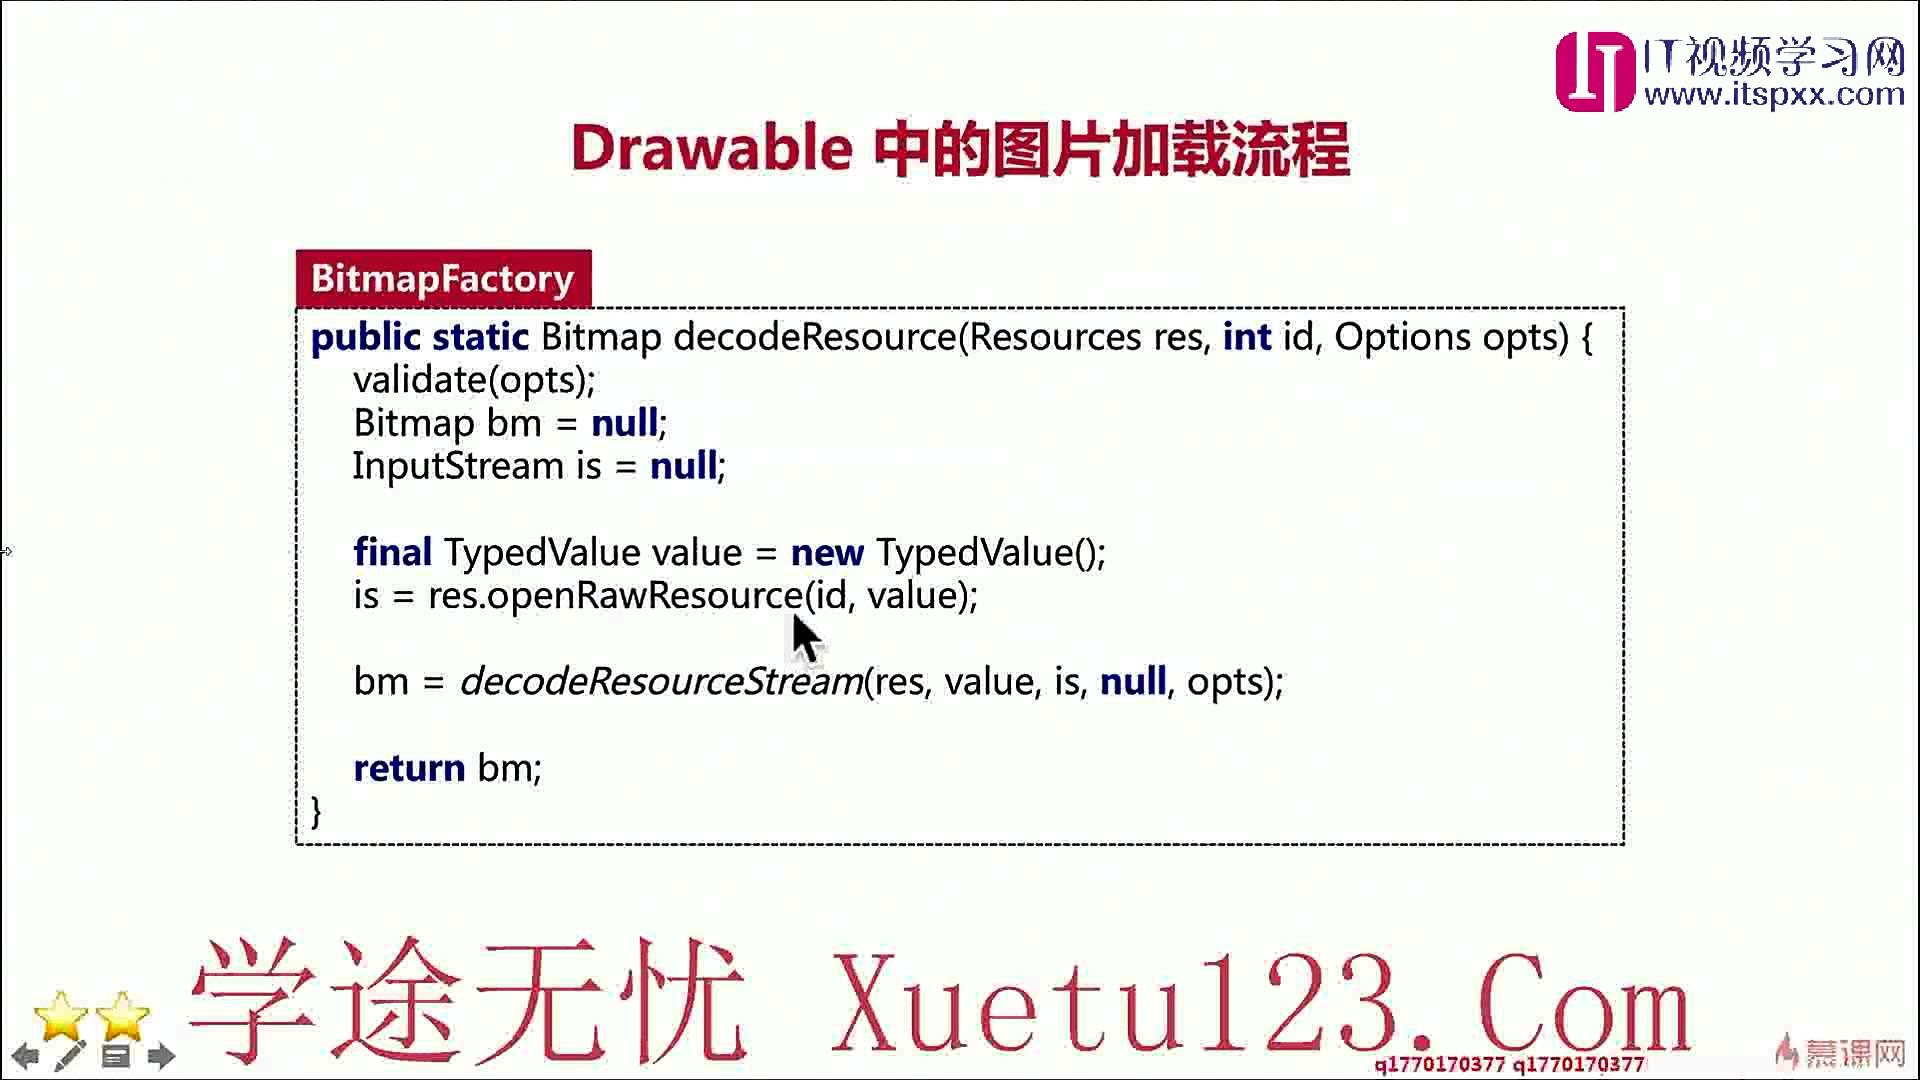 IT视频学习网
www.itspxx.com
Drawable 中的图片加载流程
BitmapFactory
public static Bitmap decodeResource(Resources res, int id, Options opts) {
validate(opts);
Bitmap bm = null;
InputStream is = null;
final TypedValue value = new TypedValue();
is = res.openRawResource(id, value);
bm = decodeResourceStream(res, value, is, null, opts);
return bm;
}
学途无忧 Xuetu123.Com
q1770170377 q1770170377
慕课网